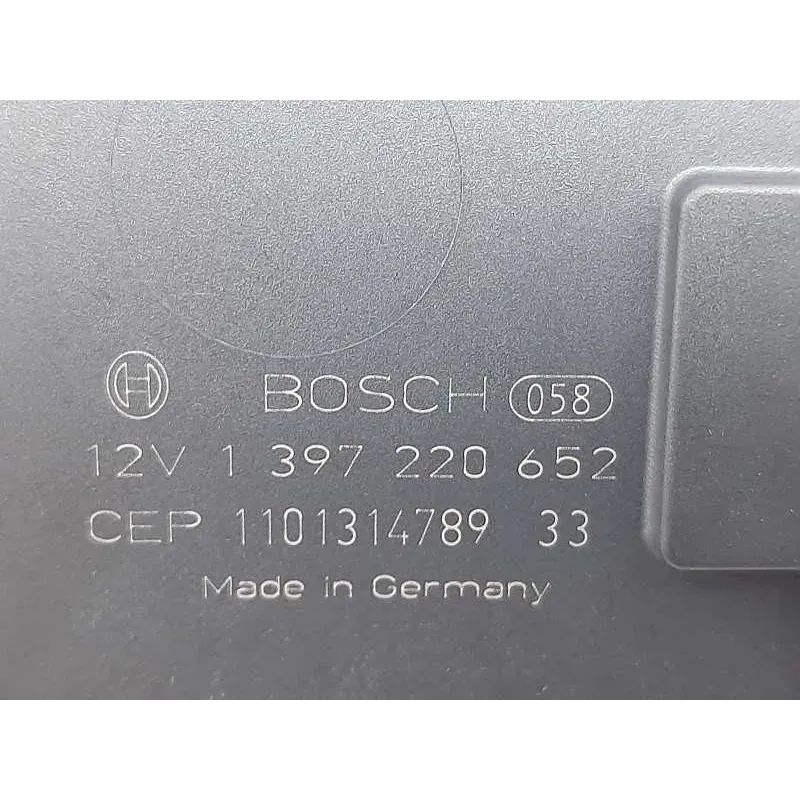 BOSCH 058
12V 1 397 220 652
CEP 1101314789 33
Made in Germany